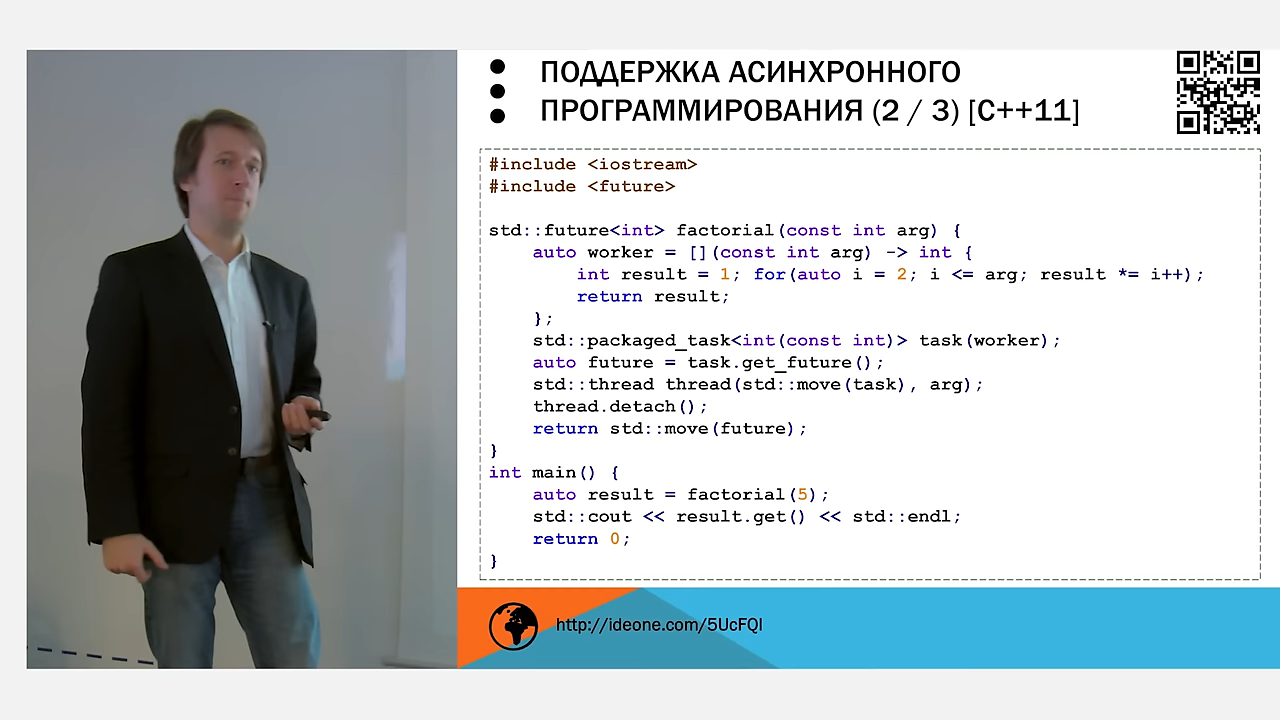 ПОДДЕРЖКА АСИНХРОННОГО
ПРОГРАММИРОВАНИЯ (2 / 3) [C++11]
#include <iostream>
#include <future>
std::future<int> factorial(const int arg) {
    auto worker = [](const int arg) -> int {
        int result = 1; for(auto i = 2; i <= arg; result *= i++);
        return result;
    };
    std::packaged_task<int(const int)> task(worker);
    auto future = task.get_future();
    std::thread thread(std::move(task), arg);
    thread.detach();
    return std::move(future);
}
int main() {
    auto result = factorial(5);
    std::cout << result.get() << std::endl;
    return 0;
}
http://ideone.com/5UcFQl